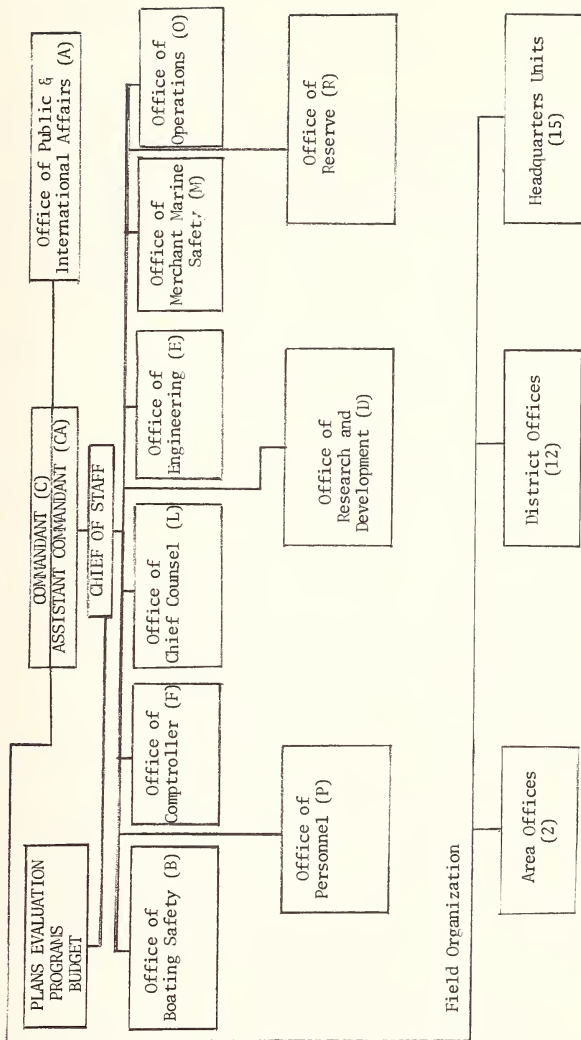 COMMANDANT (C)
ASSISTANT COMMANDANT (CA)
Office of Public &
International Affairs (A)
CHIEF OF STAFF
PLANS EVALUATION
PROGRAMS
BUDGET
Office of
Boating Safety (B)
Office of
Comptroller (F)
Office of
Chief Counsel (L)
Office of
Engineering (E)
Office of
Merchant Marine
Safety (M)
Office of
Operations (O)
Office of
Personnel (P)
Office of
Research and
Development (D)
Office of
Reserve (R)
Field Organization
Area Offices
(2)
District Offices
(12)
Headquarters Units
(15)